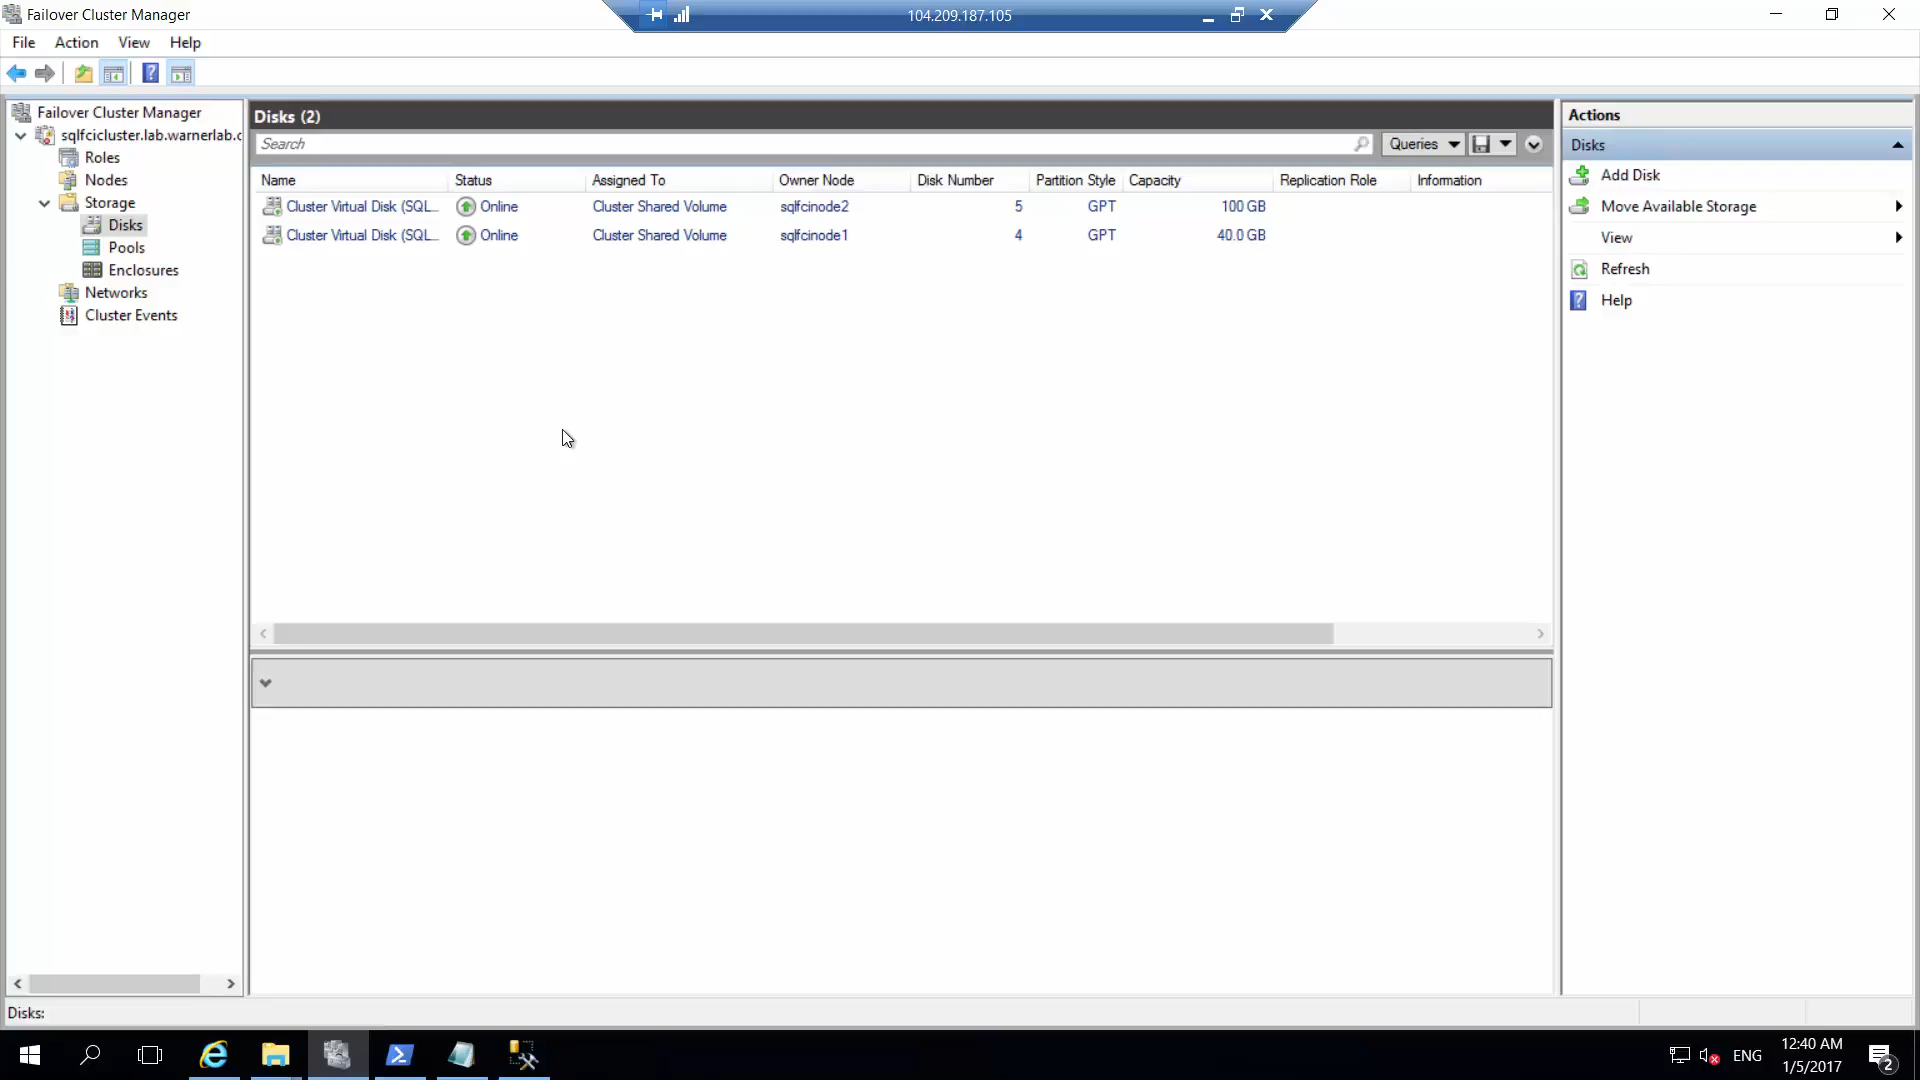 Failover Cluster Manager
104.209.187.105
File Action View Help
Failover Cluster Manager
sqlfcicluster.lab.warnerlab.c
Roles
Nodes
Storage
Disks
Pools
Enclosures
Networks
Cluster Events
Disks (2)
Search
Queries
Name Status Assigned To Owner Node Disk Number Partition Style Capacity Replication Role Information
Cluster Virtual Disk (SQL... Online Cluster Shared Volume sqlfcinode2 5 GPT 100 GB
Cluster Virtual Disk (SQL... Online Cluster Shared Volume sqlfcinode1 4 GPT 40.0 GB
Actions
Disks
Add Disk
Move Available Storage
View
Refresh
Help
Disks:
ENG
12:40 AM
1/5/2017
2